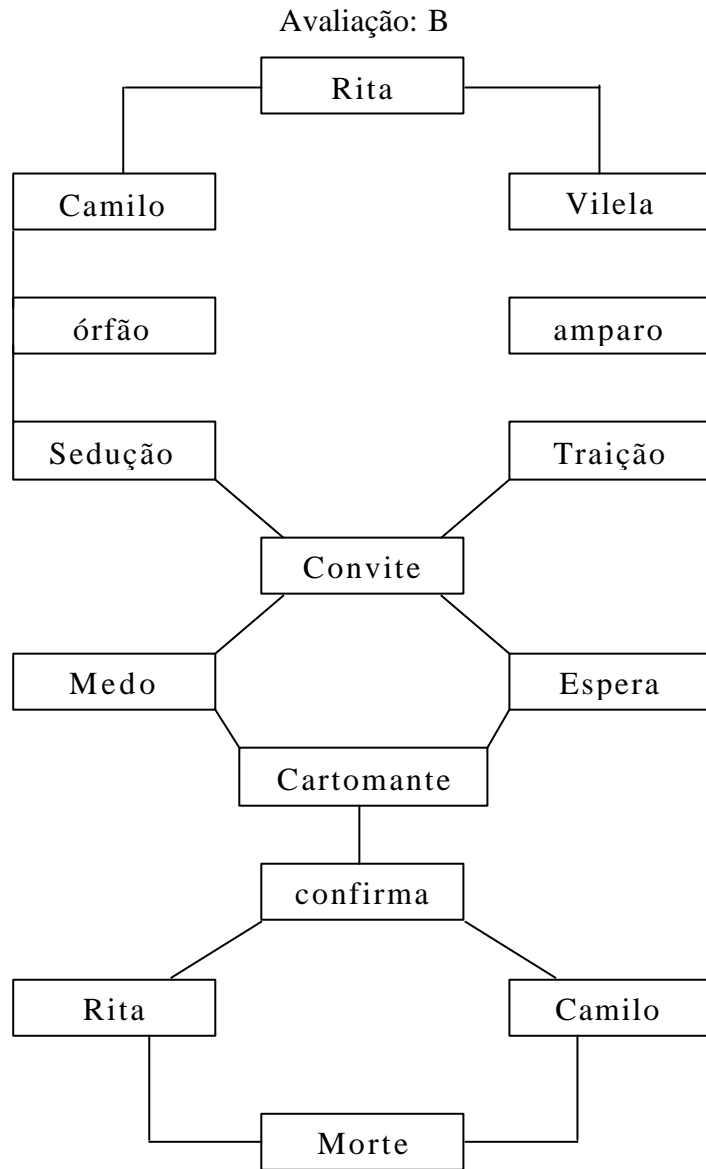 Avaliação: B
Rita
Camilo
Vilela
órfão
amparo
Sedução
Traição
Convite
Medo
Espera
Cartomante
confirma
Rita
Camilo
Morte